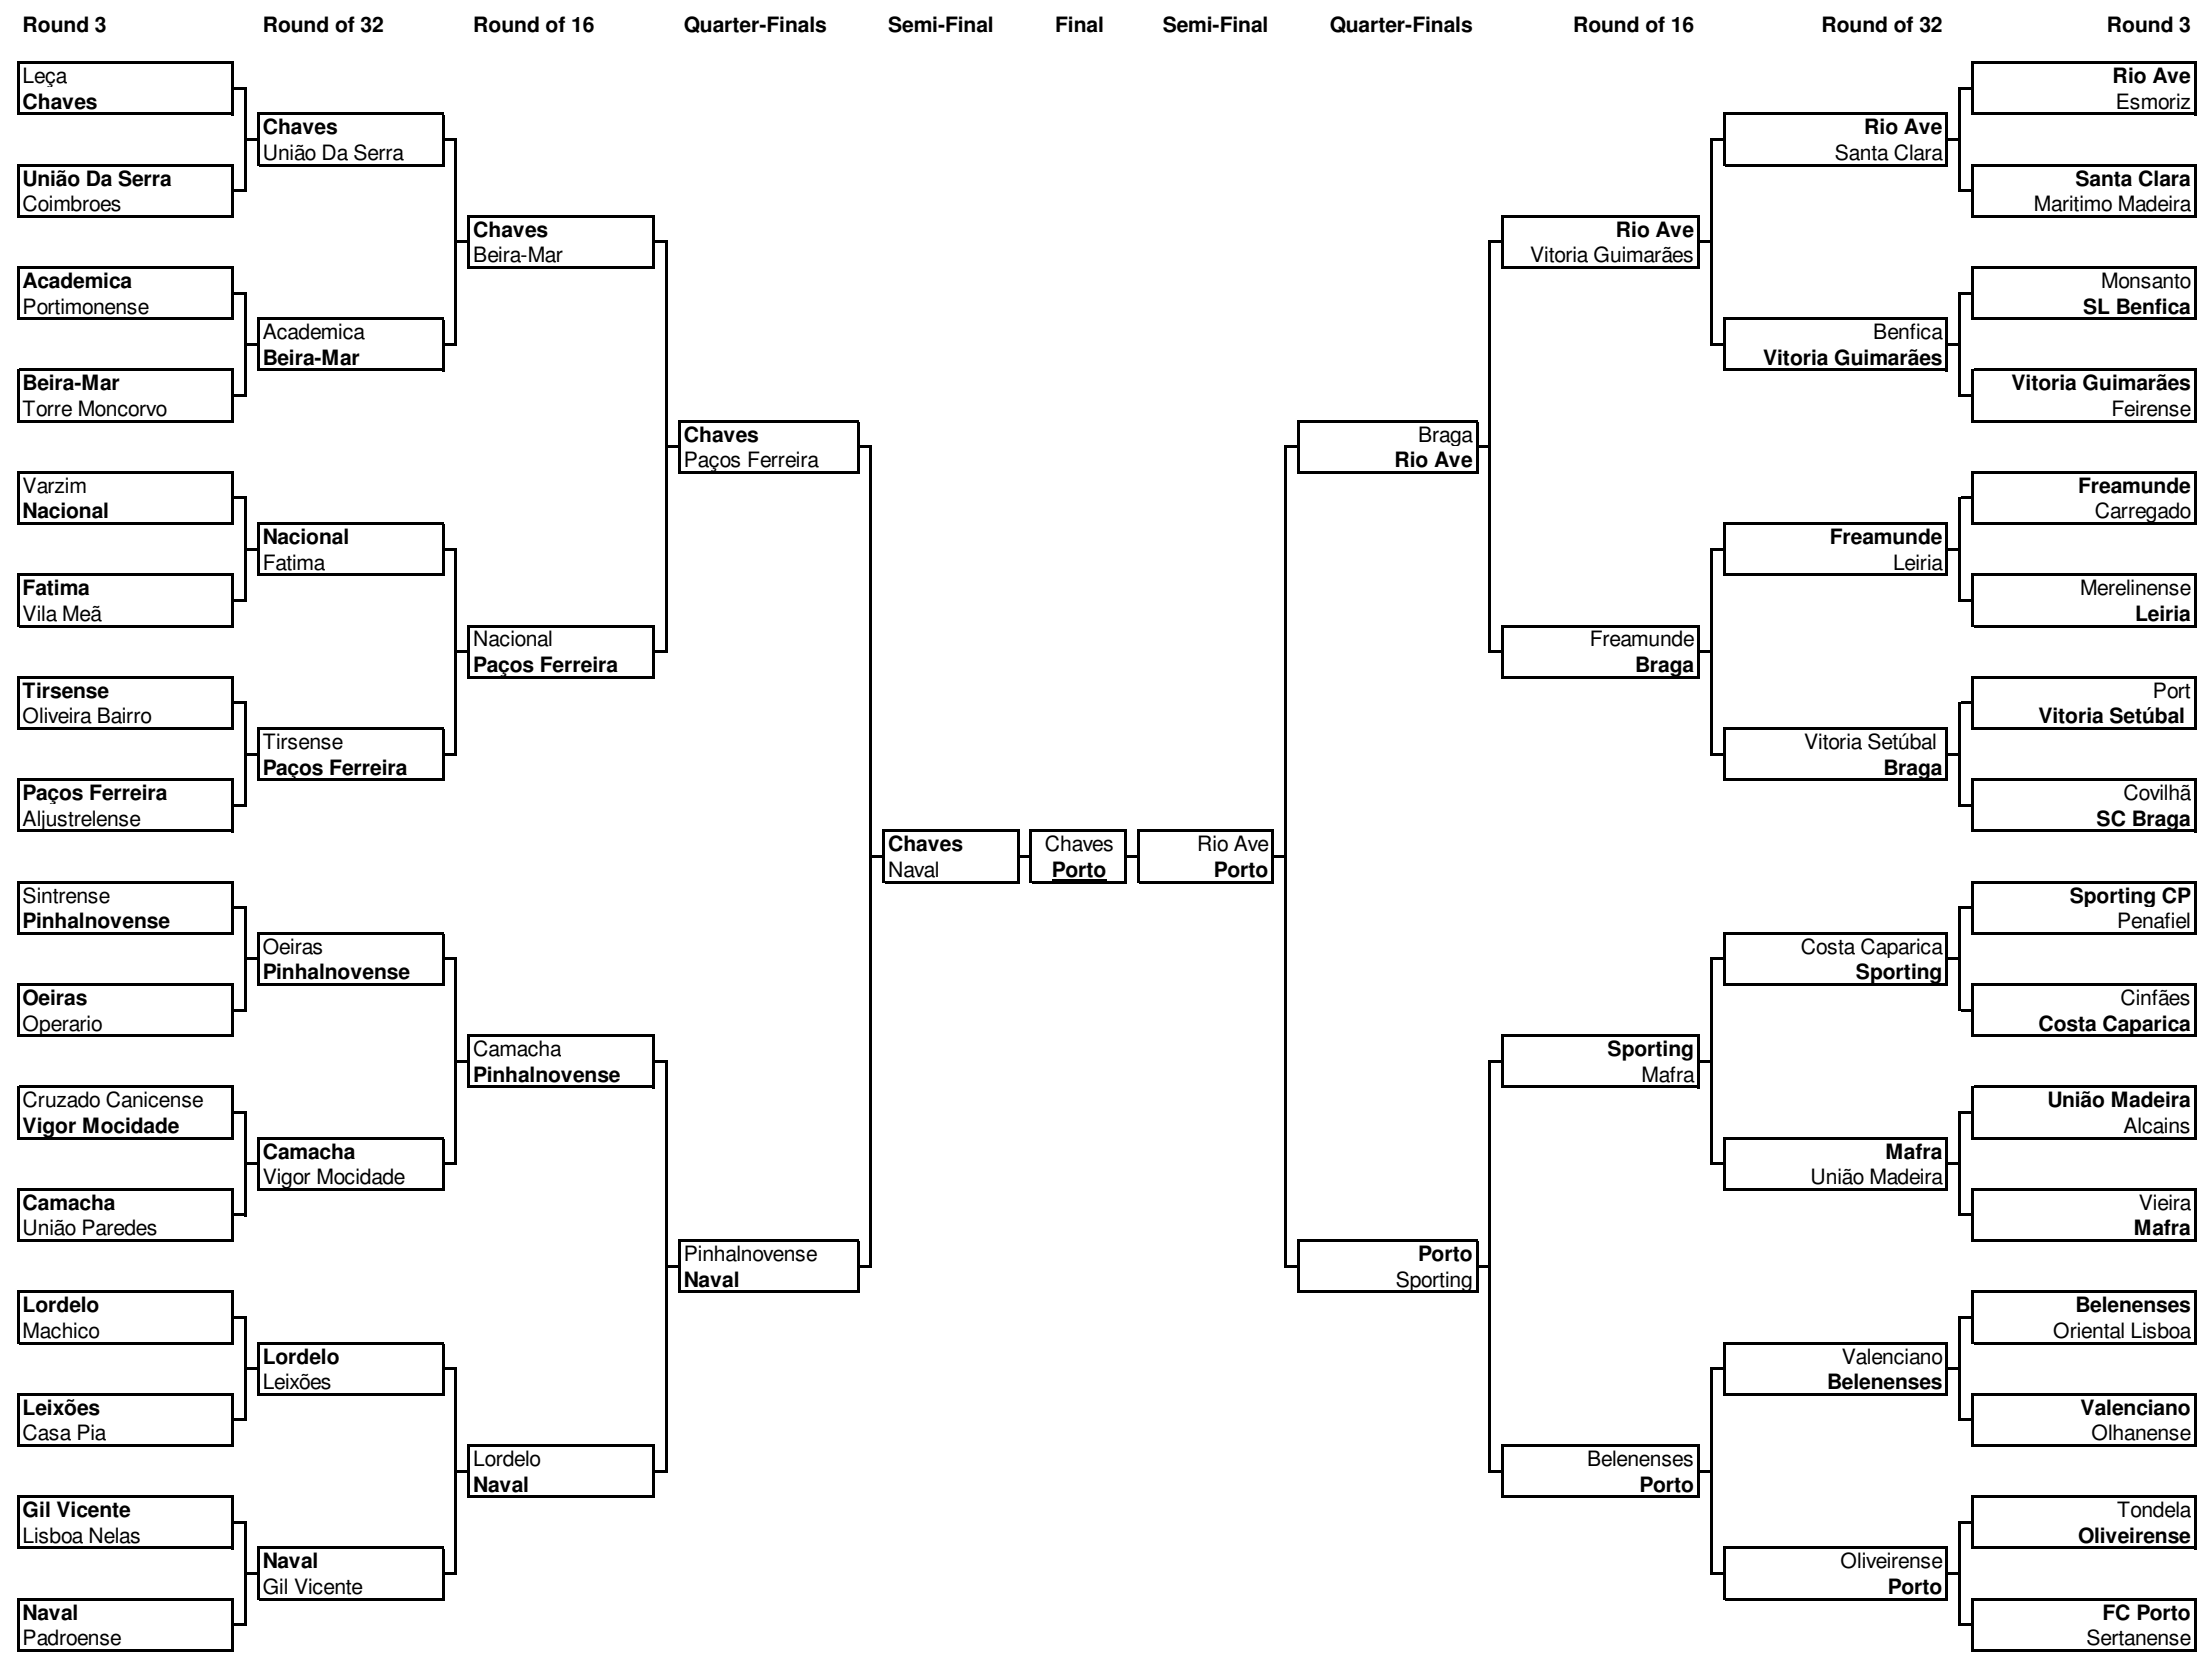 Round 3
Round of 32
Round of 16
Quarter-Finals
Semi-Final
Final
Semi-Final
Quarter-Finals
Round of 16
Round of 32
Round 3
Leça
Chaves
União Da Serra
Coimbroes
Academica
Portimonense
Beira-Mar
Torre Moncorvo
Varzim
Nacional
Fatima
Vila Meã
Tirsense
Oliveira Bairro
Paços Ferreira
Aljustrelense
Sintrense
Pinhalnovense
Oeiras
Operario
Cruzado Canicense
Vigor Mocidade
Camacha
União Paredes
Lordelo
Machico
Leixões
Casa Pia
Gil Vicente
Lisboa Nelas
Naval
Padroense
Chaves
União Da Serra
Academica
Beira-Mar
Nacional
Fatima
Tirsense
Paços Ferreira
Oeiras
Pinhalnovense
Camacha
Vigor Mocidade
Lordelo
Leixões
Naval
Gil Vicente
Chaves
Beira-Mar
Nacional
Paços Ferreira
Camacha
Pinhalnovense
Lordelo
Naval
Chaves
Paços Ferreira
Pinhalnovense
Naval
Chaves
Naval
Chaves
Porto
Rio Ave
Porto
Braga
Rio Ave
Porto
Sporting
Rio Ave
Vitoria Guimarães
Freamunde
Braga
Sporting
Mafra
Belenenses
Porto
Rio Ave
Santa Clara
Benfica
Vitoria Guimarães
Freamunde
Leiria
Vitoria Setúbal
Braga
Costa Caparica
Sporting
Mafra
União Madeira
Valenciano
Belenenses
Oliveirense
Porto
Rio Ave
Esmoriz
Santa Clara
Maritimo Madeira
Monsanto
SL Benfica
Vitoria Guimarães
Feirense
Freamunde
Carregado
Merelinense
Leiria
Port
Vitoria Setúbal
Covilhã
SC Braga
Sporting CP
Penafiel
Cinfães
Costa Caparica
União Madeira
Alcains
Vieira
Mafra
Belenenses
Oriental Lisboa
Valenciano
Olhanense
Tondela
Oliveirense
FC Porto
Sertanense